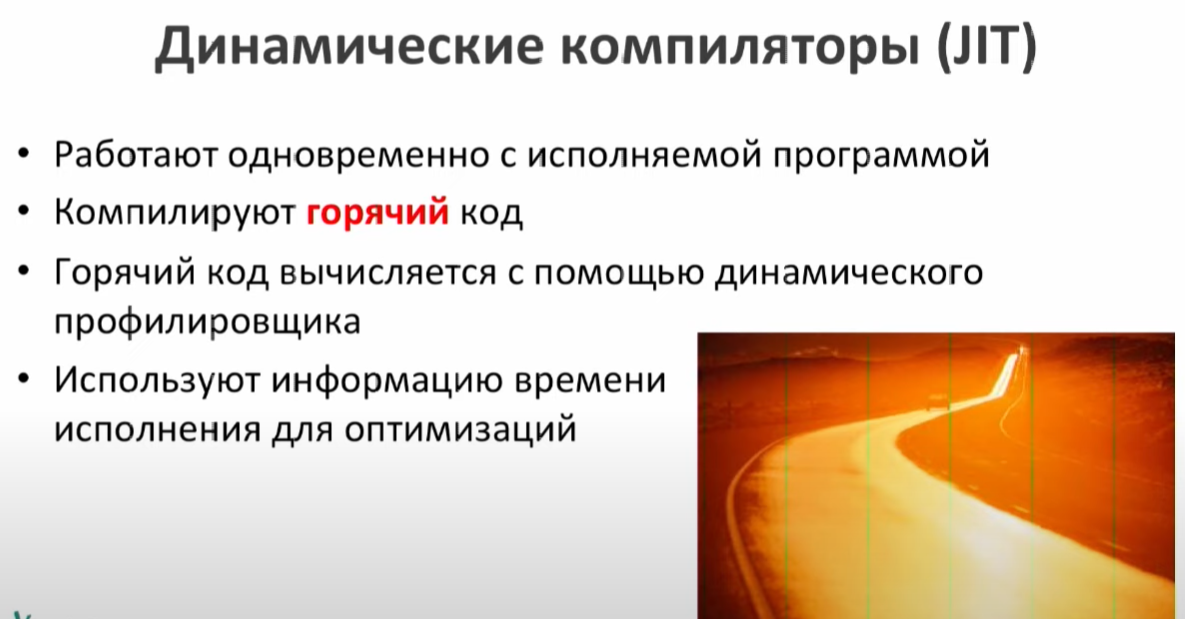 Динамические компиляторы (JIT)
• Работают одновременно с исполняемой программой
• Компилируют горячий код
• Горячий код вычисляется с помощью динамического
профилировщика
• Используют информацию времени
исполнения для оптимизаций